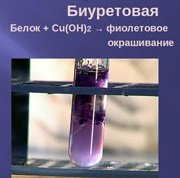 Биуретовая
Белок + Cu(OH)2 → фиолетовое
окрашивание